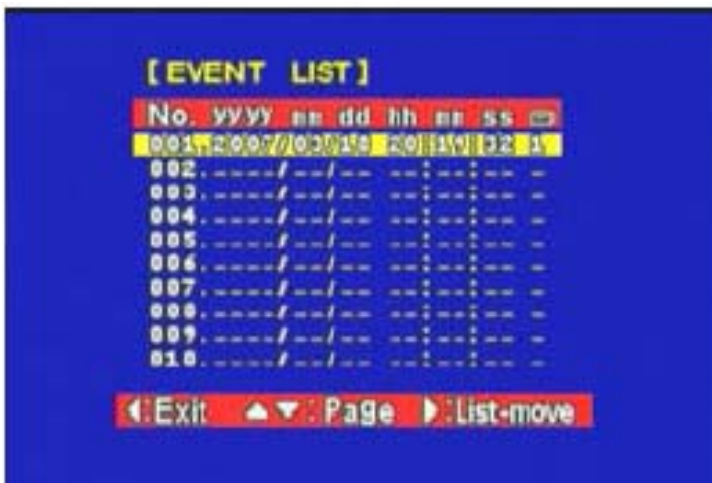 [EVENT LIST]
No. yyyy mm dd hh mm ss
001.2007/03/18 20:19:32 1
002.----/--/-- --:--:-- -
003.----/--/-- --:--:-- -
004.----/--/-- --:--:-- -
005.----/--/-- --:--:-- -
006.----/--/-- --:--:-- -
007.----/--/-- --:--:-- -
008.----/--/-- --:--:-- -
009.----/--/-- --:--:-- -
010.----/--/-- --:--:-- -
◀:Exit ▲▼:Page ▶:List-move